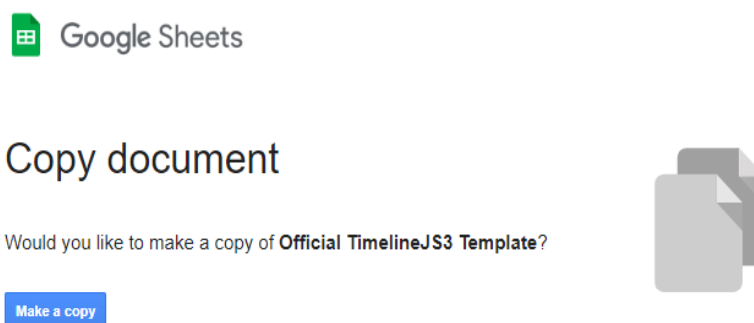 Google Sheets
Copy document
Would you like to make a copy of Official TimelineJS3 Template?
Make a copy